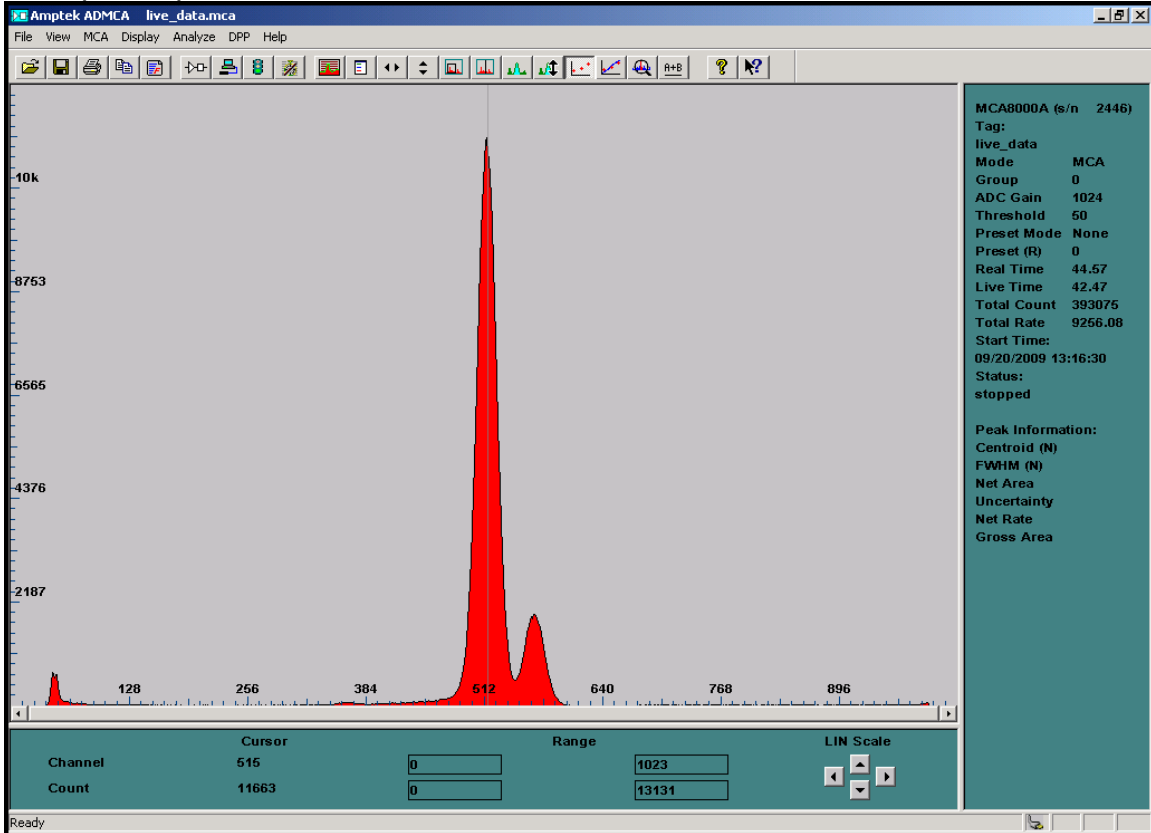 Amptek ADMCA live_data.mca
File View MCA Display Analyze DPP Help
A+B
MCA8000A (s/n 2446)
Tag:
live_data
Mode MCA
Group 0
ADC Gain 1024
Threshold 50
Preset Mode None
Preset (R) 0
Real Time 44.57
Live Time 42.47
Total Count 393075
Total Rate 9256.08
Start Time:
09/20/2009 13:16:30
Status:
stopped
Peak Information:
Centroid (N)
FWHM (N)
Net Area
Uncertainty
Net Rate
Gross Area
10k
8753
6565
4376
2187
128 256 384 512 640 768 896
Cursor Range LIN Scale
Channel 515 0 1023
Count 11663 0 13131
Ready